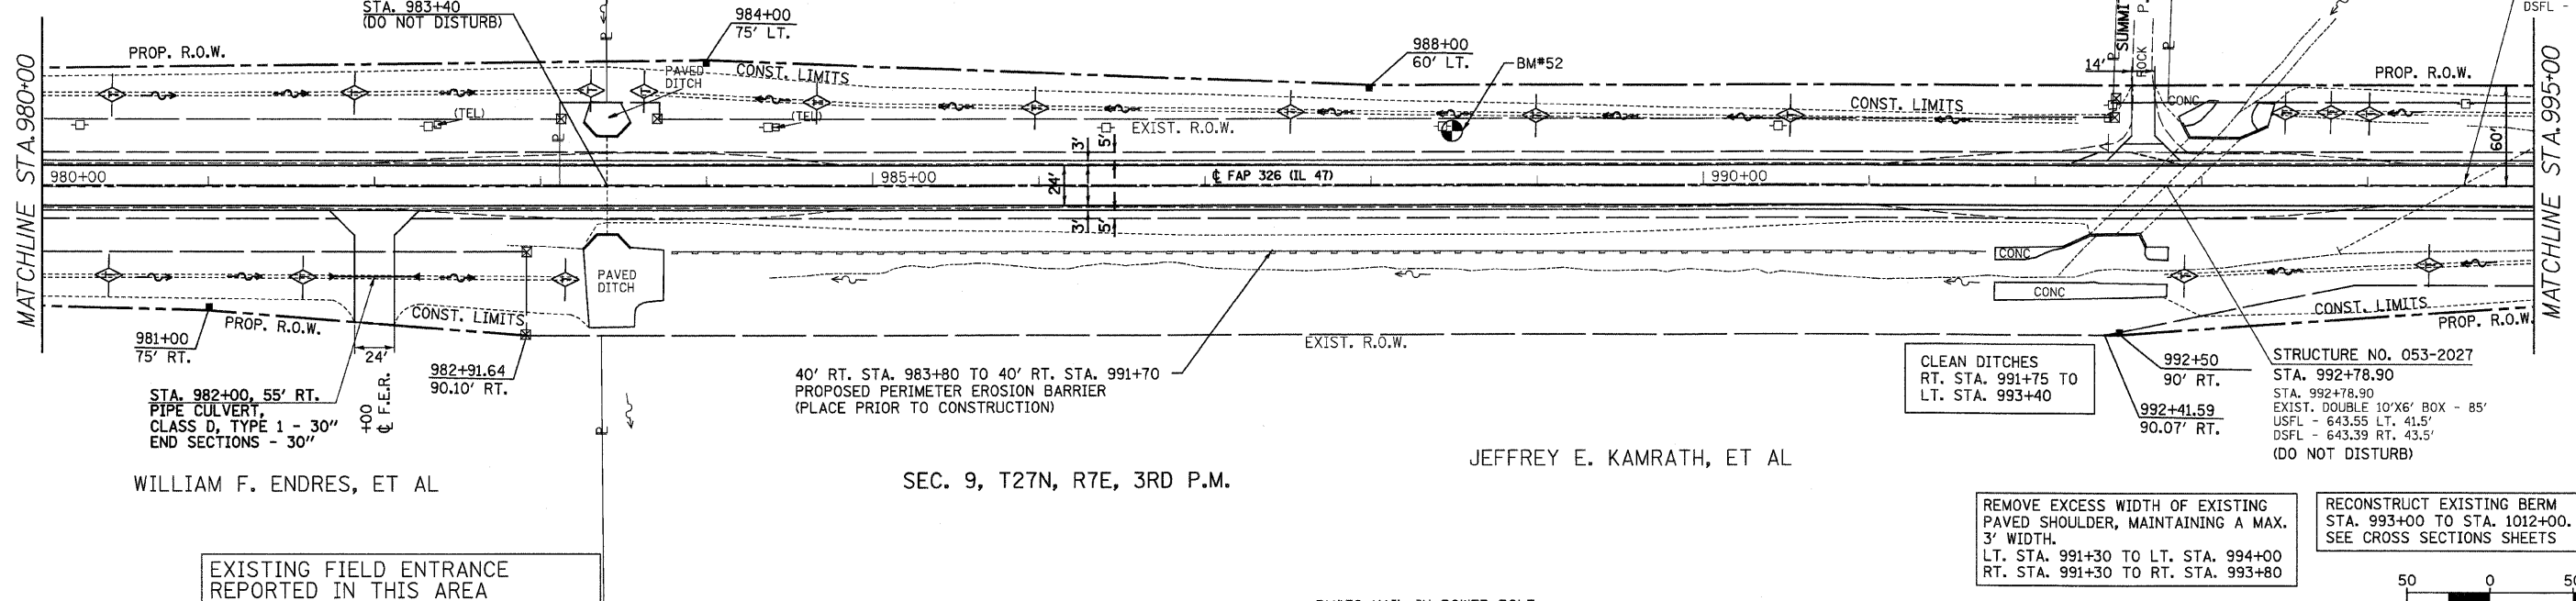 STA. 983+40
(DO NOT DISTURB)
984+00
75' LT.
988+00
60' LT.
BM#52
SUMMIT
P.
ROCK
14'
DSFL -
PROP. R.O.W.
PAVED
DITCH
CONST. LIMITS
(TEL)
(TEL)
EXIST. R.O.W.
CONST. LIMITS
CONC
PROP. R.O.W.
MATCHLINE STA.980+00
MATCHLINE STA.995+00
60'
3'
5'
24'
3'
5'
980+00
985+00
℄ FAP 326 (IL 47)
990+00
PAVED
DITCH
CONC
CONC
CONST. LIMITS
PROP. R.O.W.
PROP. R.O.W.
CONST. LIMITS
EXIST. R.O.W.
981+00
75' RT.
24'
+00
℄ F.E.R.
982+91.64
90.10' RT.
STA. 982+00, 55' RT.
PIPE CULVERT,
CLASS D, TYPE 1 - 30"
END SECTIONS - 30"
40' RT. STA. 983+80 TO 40' RT. STA. 991+70
PROPOSED PERIMETER EROSION BARRIER
(PLACE PRIOR TO CONSTRUCTION)
CLEAN DITCHES
RT. STA. 991+75 TO
LT. STA. 993+40
992+50
90' RT.
992+41.59
90.07' RT.
STRUCTURE NO. 053-2027
STA. 992+78.90
STA. 992+78.90
EXIST. DOUBLE 10'X6' BOX - 85'
USFL - 643.55 LT. 41.5'
DSFL - 643.39 RT. 43.5'
(DO NOT DISTURB)
WILLIAM F. ENDRES, ET AL
SEC. 9, T27N, R7E, 3RD P.M.
JEFFREY E. KAMRATH, ET AL
REMOVE EXCESS WIDTH OF EXISTING
PAVED SHOULDER, MAINTAINING A MAX.
3' WIDTH.
LT. STA. 991+30 TO LT. STA. 994+00
RT. STA. 991+30 TO RT. STA. 993+80
RECONSTRUCT EXISTING BERM
STA. 993+00 TO STA. 1012+00.
SEE CROSS SECTIONS SHEETS
EXISTING FIELD ENTRANCE
REPORTED IN THIS AREA
50 0 50